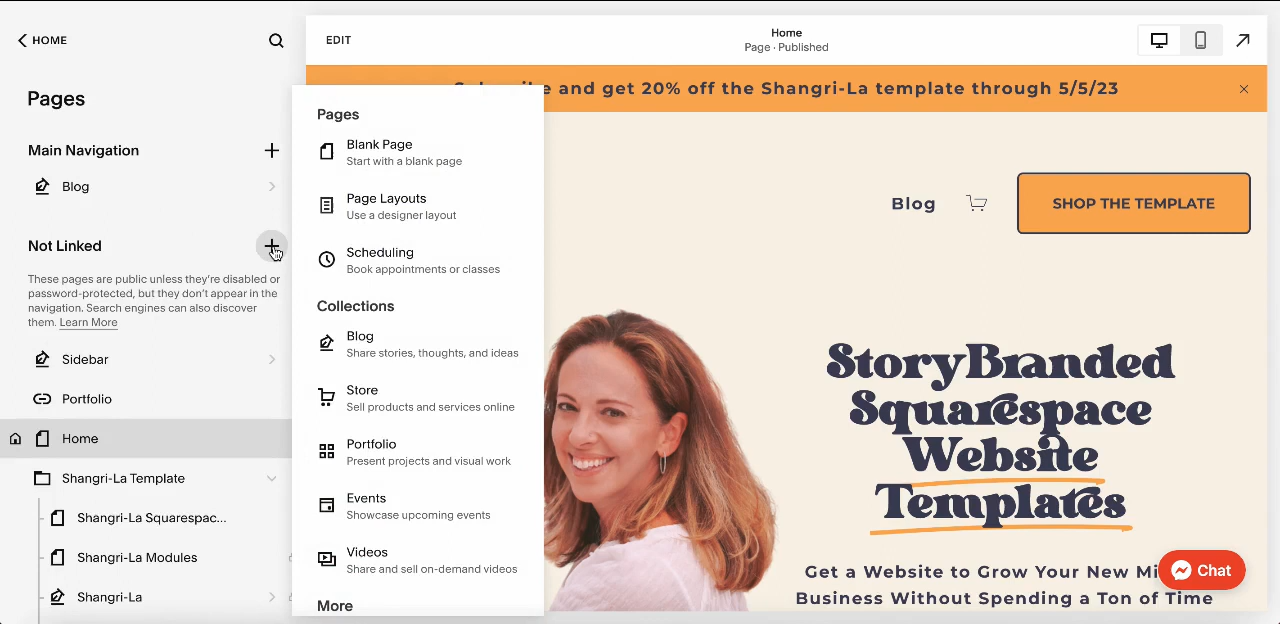 HOME
Pages
Main Navigation
Blog
Not Linked
These pages are public unless they're disabled or
password-protected, but they don't appear in the
navigation. Search engines can also discover
them. Learn More
Sidebar
Portfolio
Home
Shangri-La Template
Shangri-La Squarespac...
Shangri-La Modules
Shangri-La
Pages
Blank Page
Start with a blank page
Page Layouts
Use a designer layout
Scheduling
Book appointments or classes
Collections
Blog
Share stories, thoughts, and ideas
Store
Sell products and services online
Portfolio
Present projects and visual work
Events
Showcase upcoming events
Videos
Share and sell on-demand videos
More
EDIT
Home
Page · Published
and get 20% off the Shangri-La template through 5/5/23
Blog
SHOP THE TEMPLATE
StoryBranded
Squarespace
Website
Templates
Get a Website to Grow Your New
Business Without Spending a Ton of Time
Chat